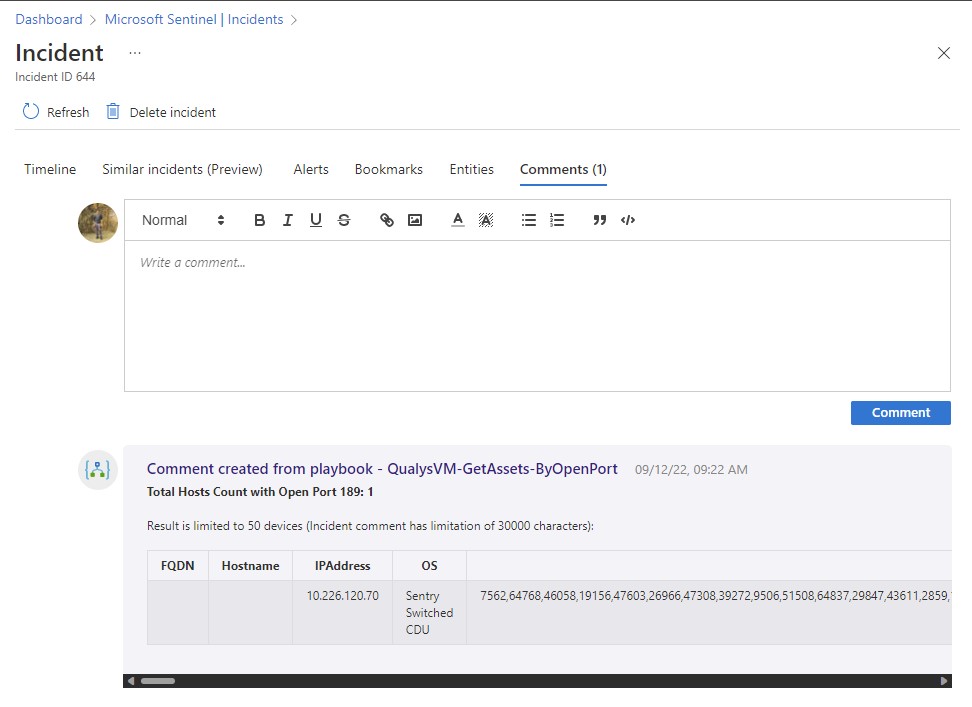 Dashboard > Microsoft Sentinel | Incidents >
Incident ...
Incident ID 644
Refresh Delete incident
Timeline Similar incidents (Preview) Alerts Bookmarks Entities Comments (1)
Normal B I U S A A
Write a comment...
Comment
Comment created from playbook - QualysVM-GetAssets-ByOpenPort 09/12/22, 09:22 AM
Total Hosts Count with Open Port 189: 1
Result is limited to 50 devices (Incident comment has limitation of 30000 characters):
FQDN Hostname IPAddress OS
10.226.120.70 Sentry 7562,64768,46058,19156,47603,26966,47308,39272,9506,51508,64837,29847,43611,2859,
Switched
CDU